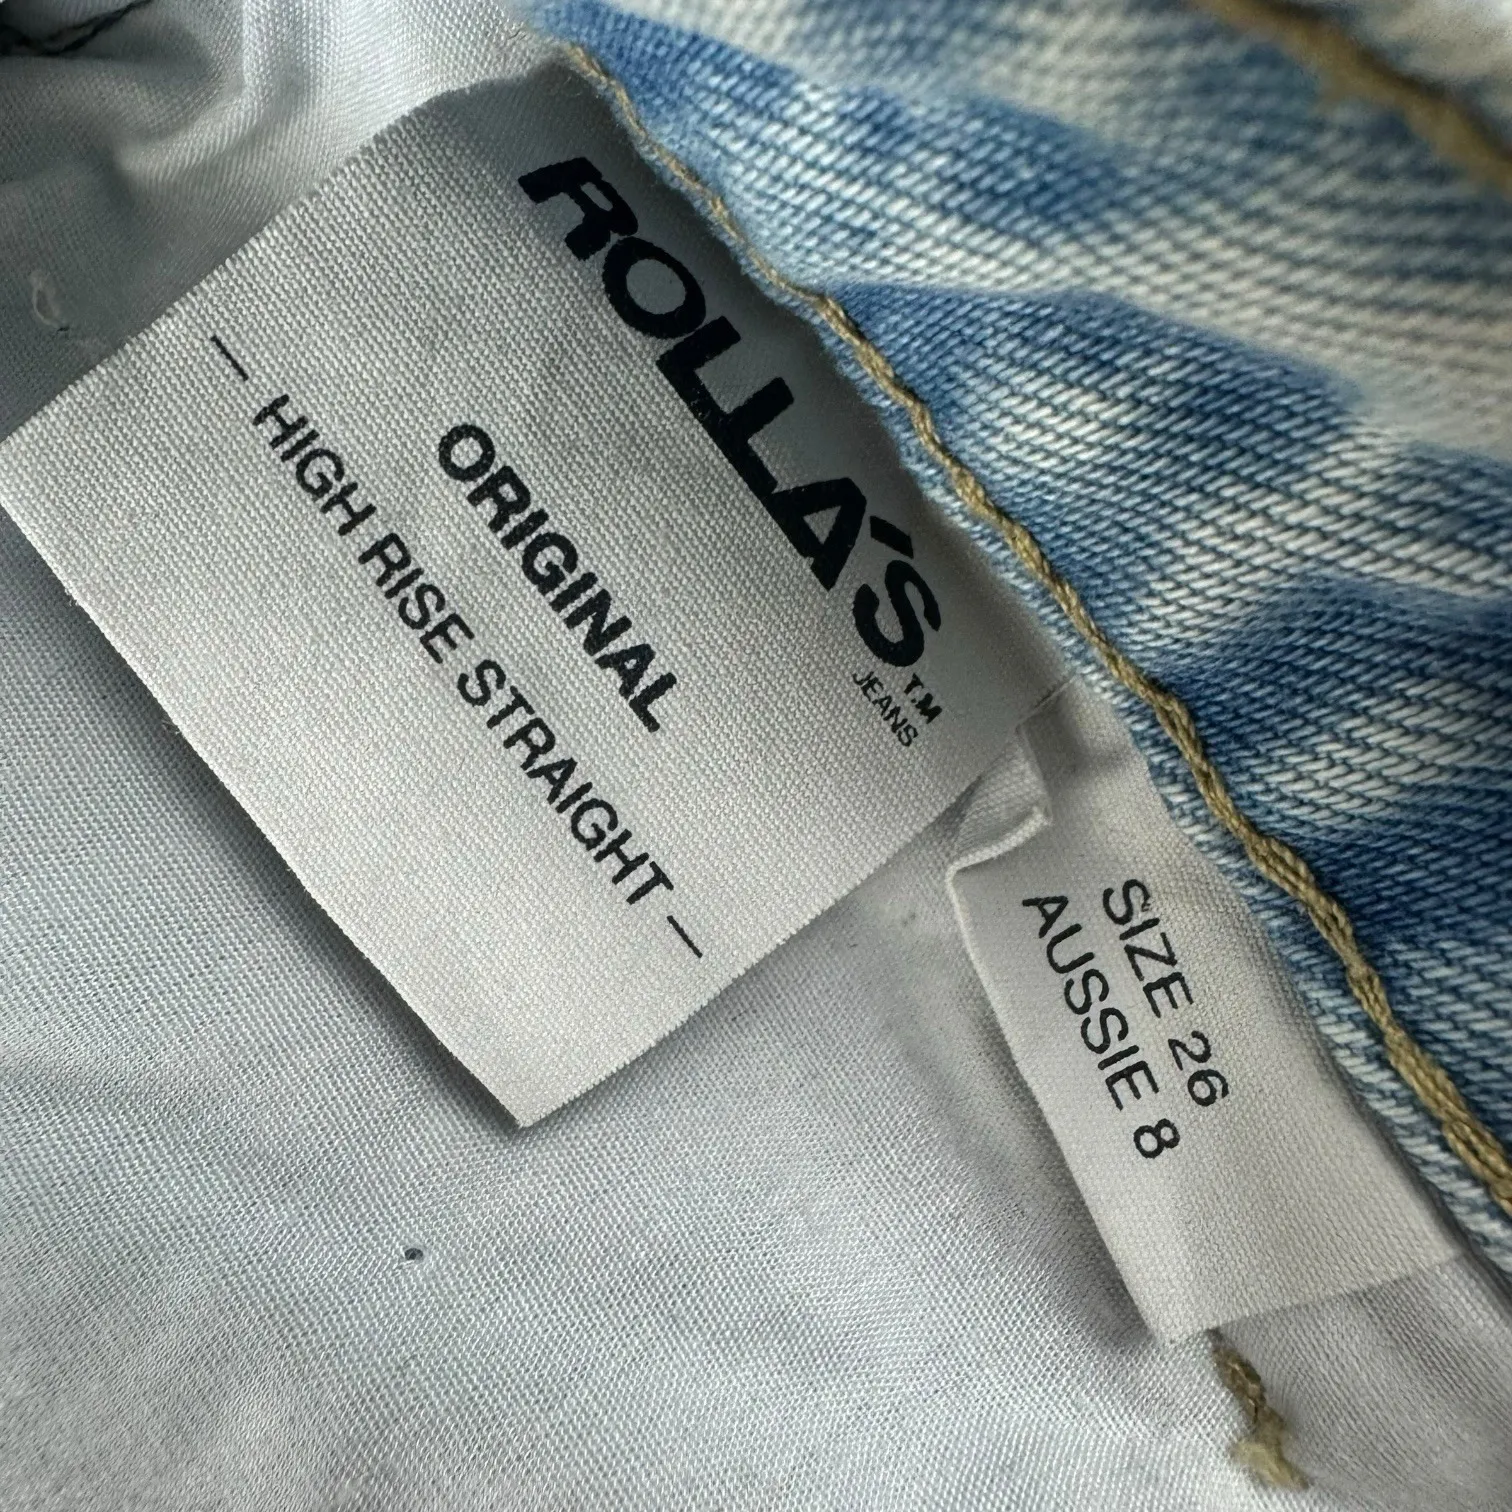 ROLLA'S T.M
JEANS
ORIGINAL
— HIGH RISE STRAIGHT —
SIZE 26
AUSSIE 8